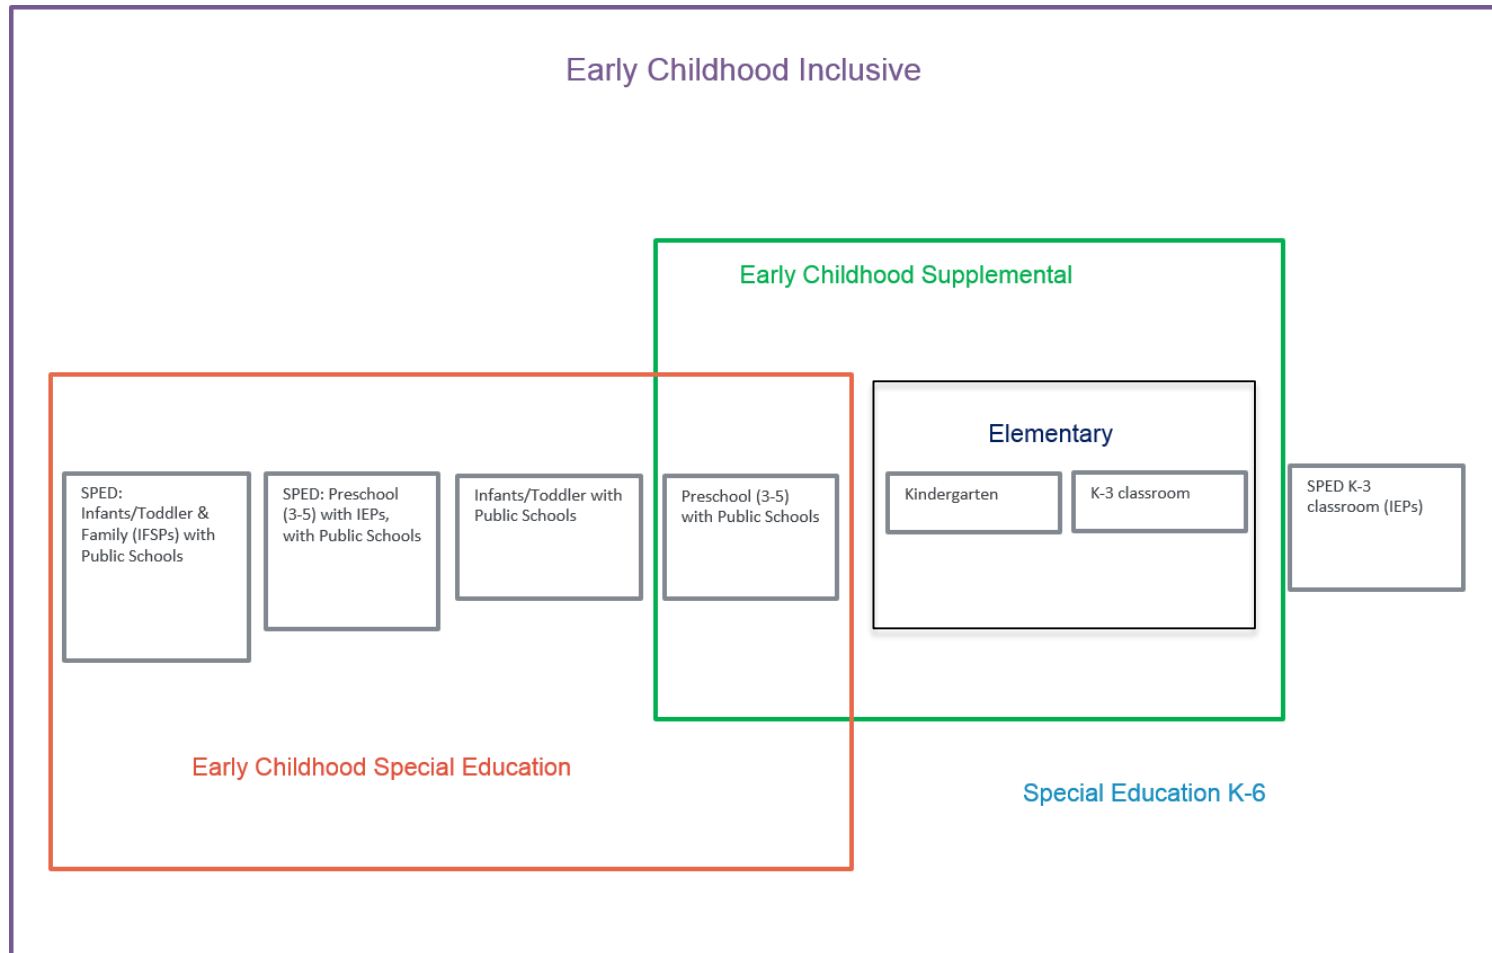 Early Childhood Inclusive
Early Childhood Supplemental
Elementary
SPED:
Infants/Toddler &
Family (IFSPs) with
Public Schools
SPED: Preschool
(3-5) with IEPs,
with Public Schools
Infants/Toddler with
Public Schools
Preschool (3-5)
with Public Schools
Kindergarten
K-3 classroom
SPED K-3
classroom (IEPs)
Early Childhood Special Education
Special Education K-6